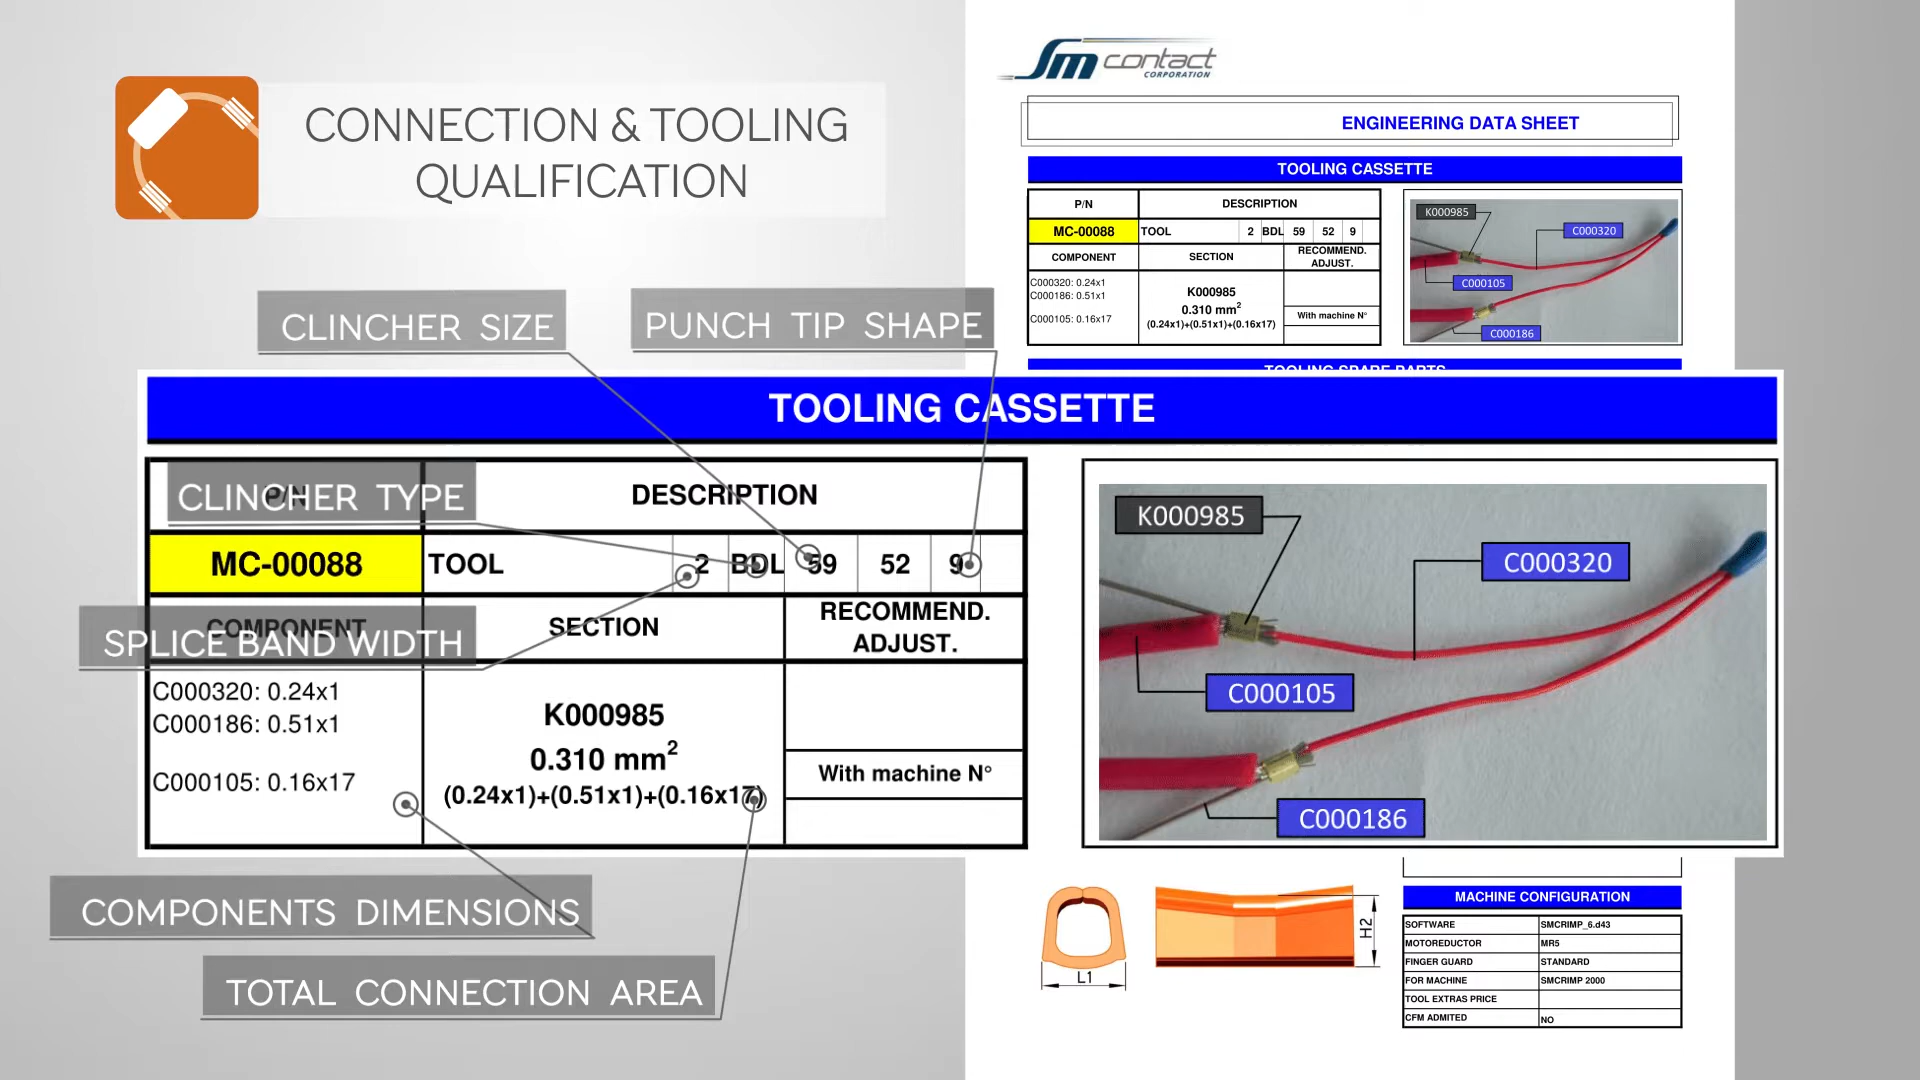 Sm contact
CORPORATION
CONNECTION & TOOLING
QUALIFICATION
ENGINEERING DATA SHEET
TOOLING CASSETTE
P/N DESCRIPTION
MC-00088 TOOL 2 BDL 59 52 9
COMPONENT SECTION RECOMMEND.
ADJUST.
C000320: 0.24x1
C000186: 0.51x1
C000105: 0.16x17
K000985
0.310 mm2
(0.24x1)+(0.51x1)+(0.16x17)
With machine N°
K000985
C000320
C000105
C000186
TOOLING SPARE PARTS
CLINCHER SIZE
PUNCH TIP SHAPE
TOOLING CASSETTE
P/N
CLINCHER TYPE
DESCRIPTION
MC-00088 TOOL 2 BDL 59 52 9
COMPONENT
SPLICE BAND WIDTH
SECTION
RECOMMEND.
ADJUST.
C000320: 0.24x1
C000186: 0.51x1
C000105: 0.16x17
K000985
0.310 mm2
(0.24x1)+(0.51x1)+(0.16x17)
With machine N°
K000985
C000320
C000105
C000186
COMPONENTS DIMENSIONS
TOTAL CONNECTION AREA
L1
H2
MACHINE CONFIGURATION
SOFTWARE SMCRIMP_6.d43
MOTOREDUCTOR MR5
FINGER GUARD STANDARD
FOR MACHINE SMCRIMP 2000
TOOL EXTRAS PRICE
CFM ADMITED NO